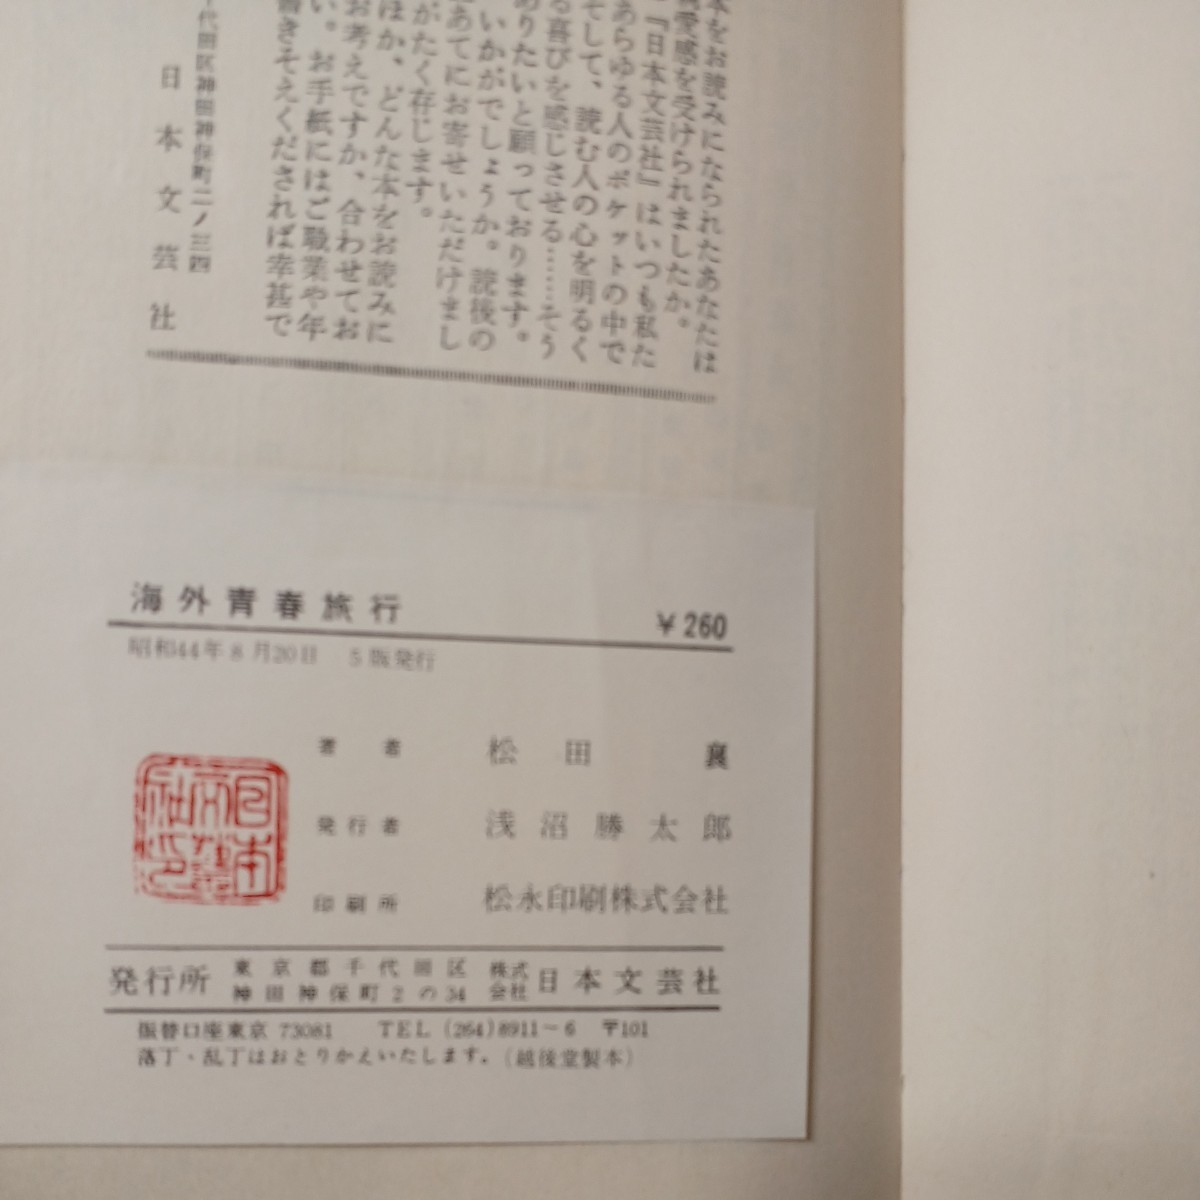 本をお読みになられたあなたは
愛感を受けられましたか。
『日本文芸社』はいつも私た
あらゆる人のポケットの中で
そして、読む人の心を明るく
る喜びを感じさせる……そう
ありたいと願っております。
いかがでしょうか。読後の
あてにお寄せいただけまし
がたく存じます。
ほか、どんな本をお読みに
お考えですか、合わせてお
い。お手紙にはご職業や年
書きそえくだされば幸甚で
千代田区神田神保町二ノ三四
日本文芸社
海外青春旅行 ¥260
昭和44年8月20日 5版発行
著者 松田 襄
発行者 浅沼勝太郎
印刷所 松永印刷株式会社
発行所 東京都千代田区神田神保町2の34 株式会社 日本文芸社
振替口座東京 73081 TEL (264)8911−6 〒101
落丁・乱丁はおとりかえいたします。(越後堂製本)